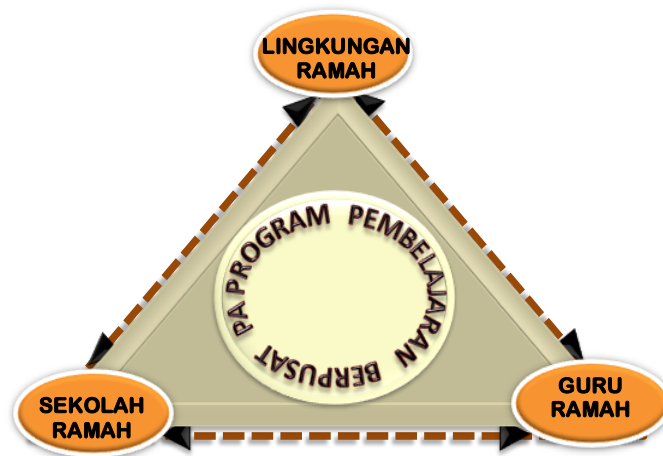 LINGKUNGAN
RAMAH
PROGRAM PEMBELAJARAN BERPUSAT PA
SEKOLAH
RAMAH
GURU
RAMAH